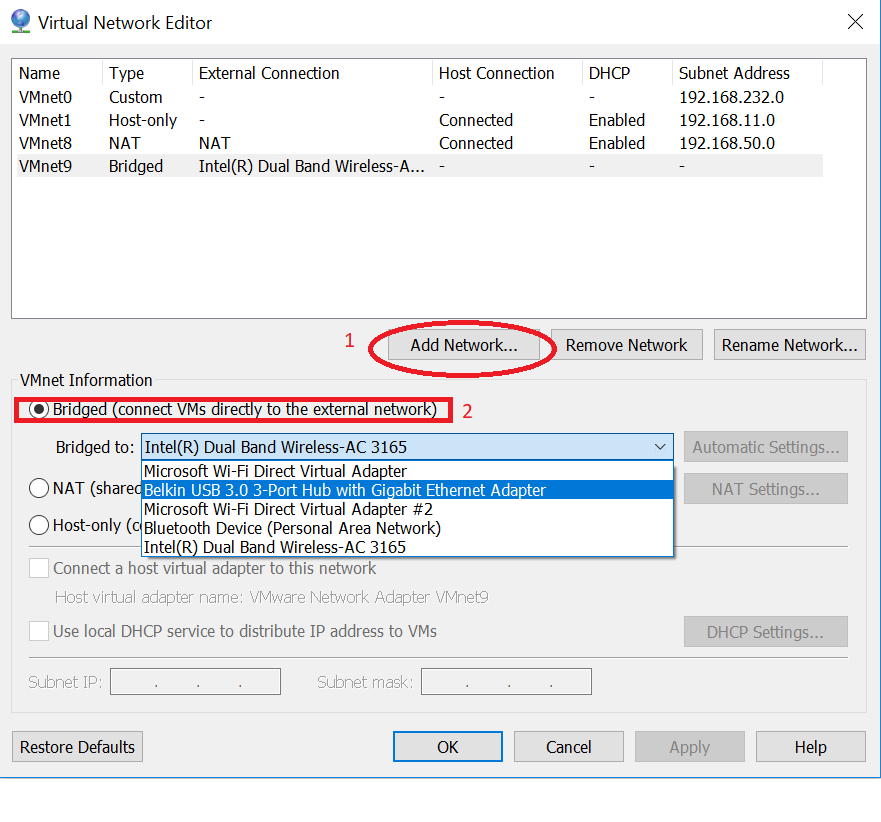 Virtual Network Editor
Name Type External Connection Host Connection DHCP Subnet Address
VMnet0 Custom - - - 192.168.232.0
VMnet1 Host-only - Connected Enabled 192.168.11.0
VMnet8 NAT NAT Connected Enabled 192.168.50.0
VMnet9 Bridged Intel(R) Dual Band Wireless-A... - - -
1 Add Network... Remove Network Rename Network...
VMnet Information
Bridged (connect VMs directly to the external network) 2
Bridged to: Intel(R) Dual Band Wireless-AC 3165 Automatic Settings...
Microsoft Wi-Fi Direct Virtual Adapter
NAT (shared Belkin USB 3.0 3-Port Hub with Gigabit Ethernet Adapter NAT Settings...
Microsoft Wi-Fi Direct Virtual Adapter #2
Host-only (c Bluetooth Device (Personal Area Network)
Intel(R) Dual Band Wireless-AC 3165
Connect a host virtual adapter to this network
Host virtual adapter name: VMware Network Adapter VMnet9
Use local DHCP service to distribute IP address to VMs
DHCP Settings...
Subnet IP: . . . Subnet mask: . . .
Restore Defaults OK Cancel Apply Help